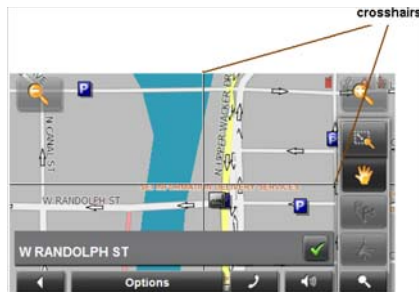 crosshairs
P
N CANAL ST
N UPPER WACKER DR
W RANDOLPH ST
P
W RANDOLPH ST
Options